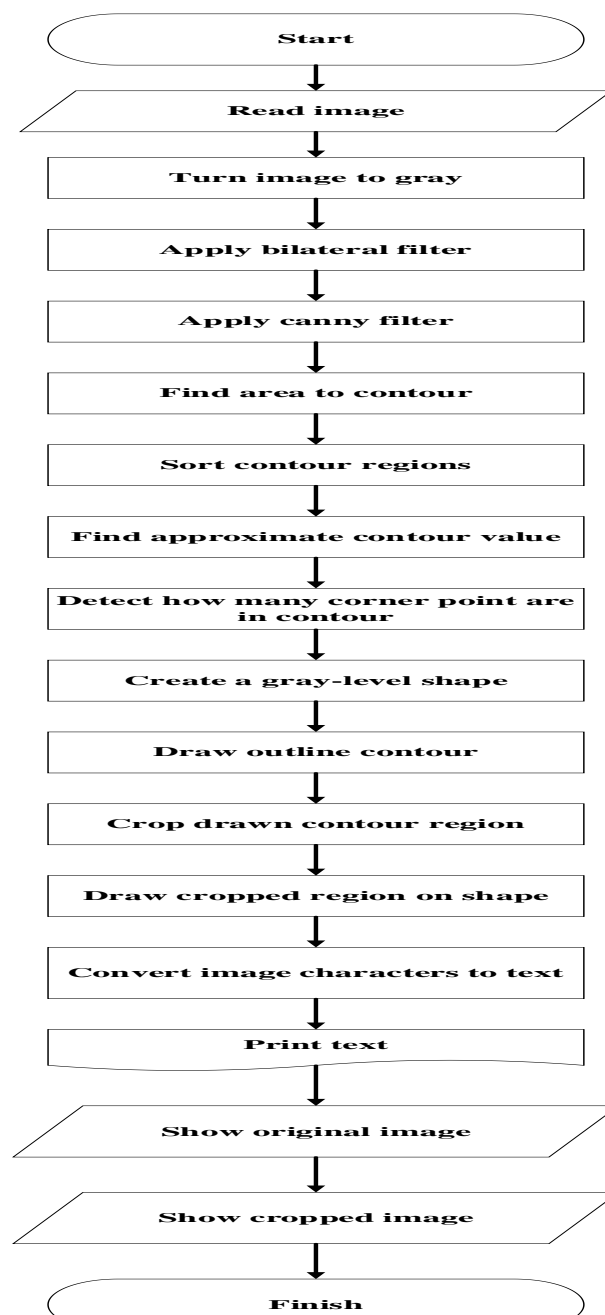 Start
Read image
Turn image to gray
Apply bilateral filter
Apply canny filter
Find area to contour
Sort contour regions
Find approximate contour value
Detect how many corner point are
in contour
Create a gray-level shape
Draw outline contour
Crop drawn contour region
Draw cropped region on shape
Convert image characters to text
Print text
Show original image
Show cropped image
Finish